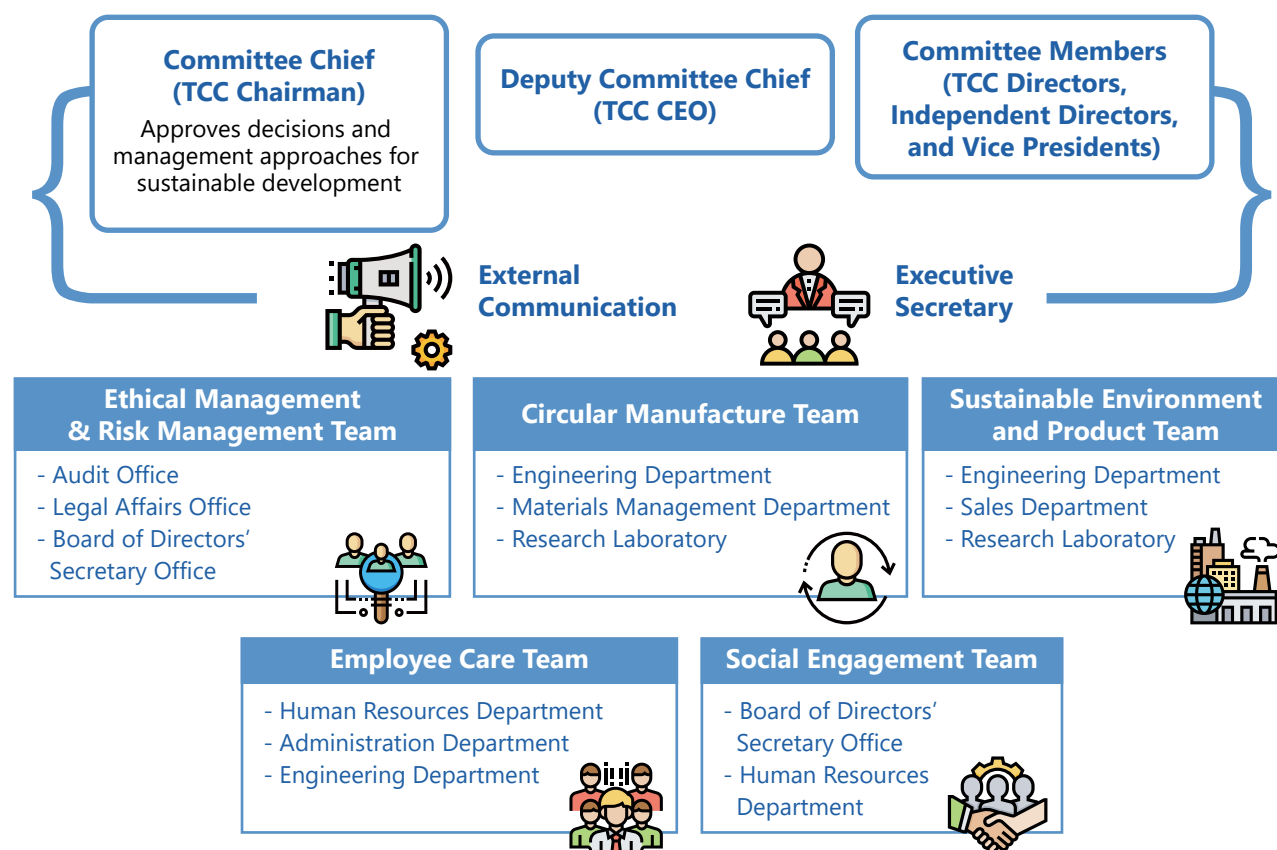 Committee Chief
(TCC Chairman)
Approves decisions and
management approaches for
sustainable development
Deputy Committee Chief
(TCC CEO)
Committee Members
(TCC Directors,
Independent Directors,
and Vice Presidents)
External
Communication
Executive
Secretary
Ethical Management
& Risk Management Team
- Audit Office
- Legal Affairs Office
- Board of Directors'
Secretary Office
Circular Manufacture Team
- Engineering Department
- Materials Management Department
- Research Laboratory
Sustainable Environment
and Product Team
- Engineering Department
- Sales Department
- Research Laboratory
Employee Care Team
- Human Resources Department
- Administration Department
- Engineering Department
Social Engagement Team
- Board of Directors'
Secretary Office
- Human Resources
Department